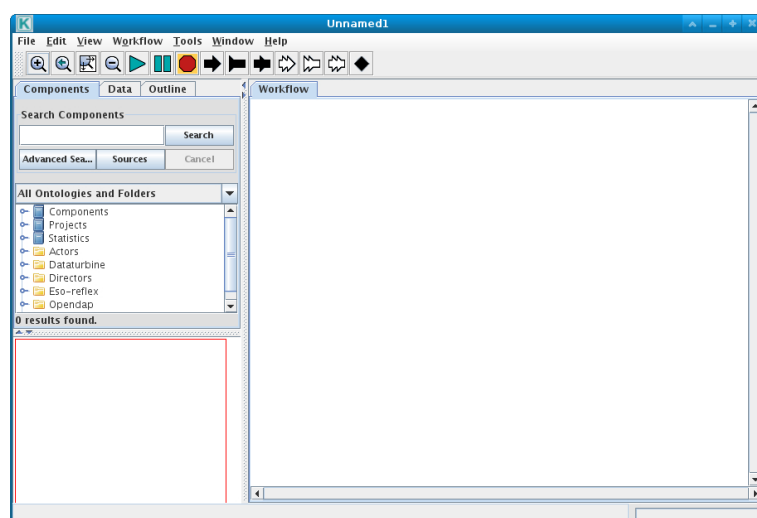 K Unnamed1
File Edit View Workflow Tools Window Help
Components Data Outline Workflow
Search Components
Search
Advanced Sea... Sources Cancel
All Ontologies and Folders
Components
Projects
Statistics
Actors
Dataturbine
Directors
Eso-reflex
Opendap
0 results found.